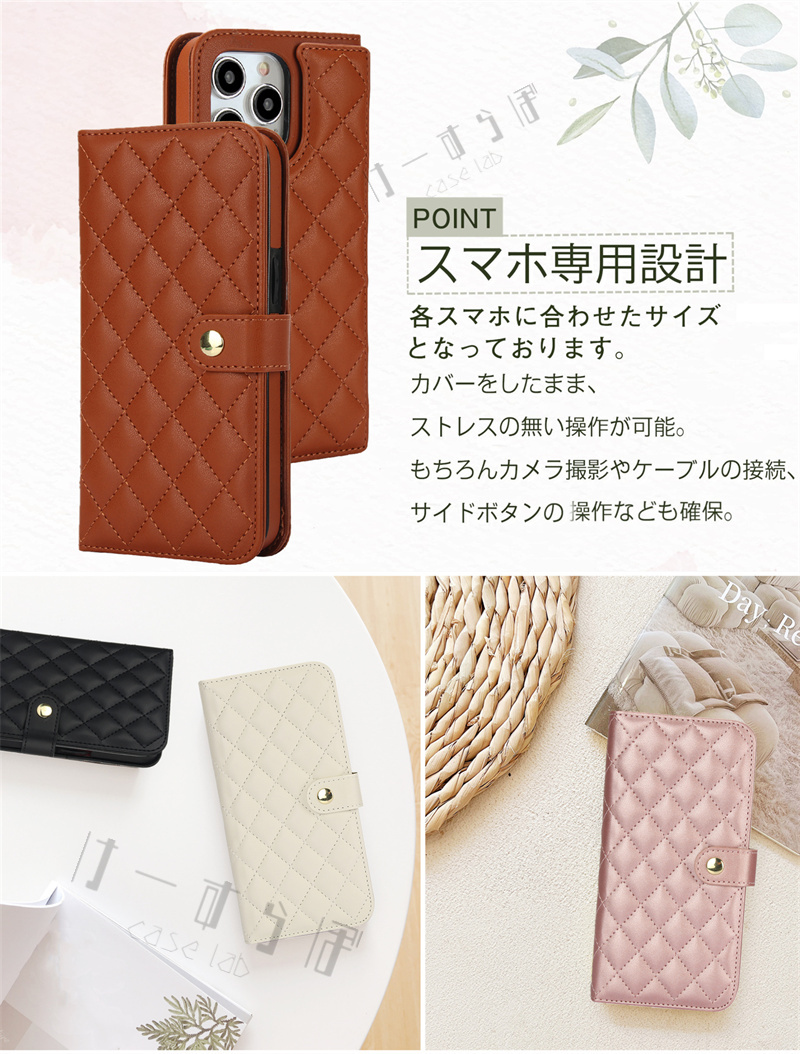 けーすらぼ
case lab
POINT
スマホ専用設計
各スマホに合わせたサイズ
となっております。
カバーをしたまま、
ストレスの無い操作が可能。
もちろんカメラ撮影やケーブルの接続、
サイドボタンの 操作なども確保。
Day, Re
けーすらぼ
case lab